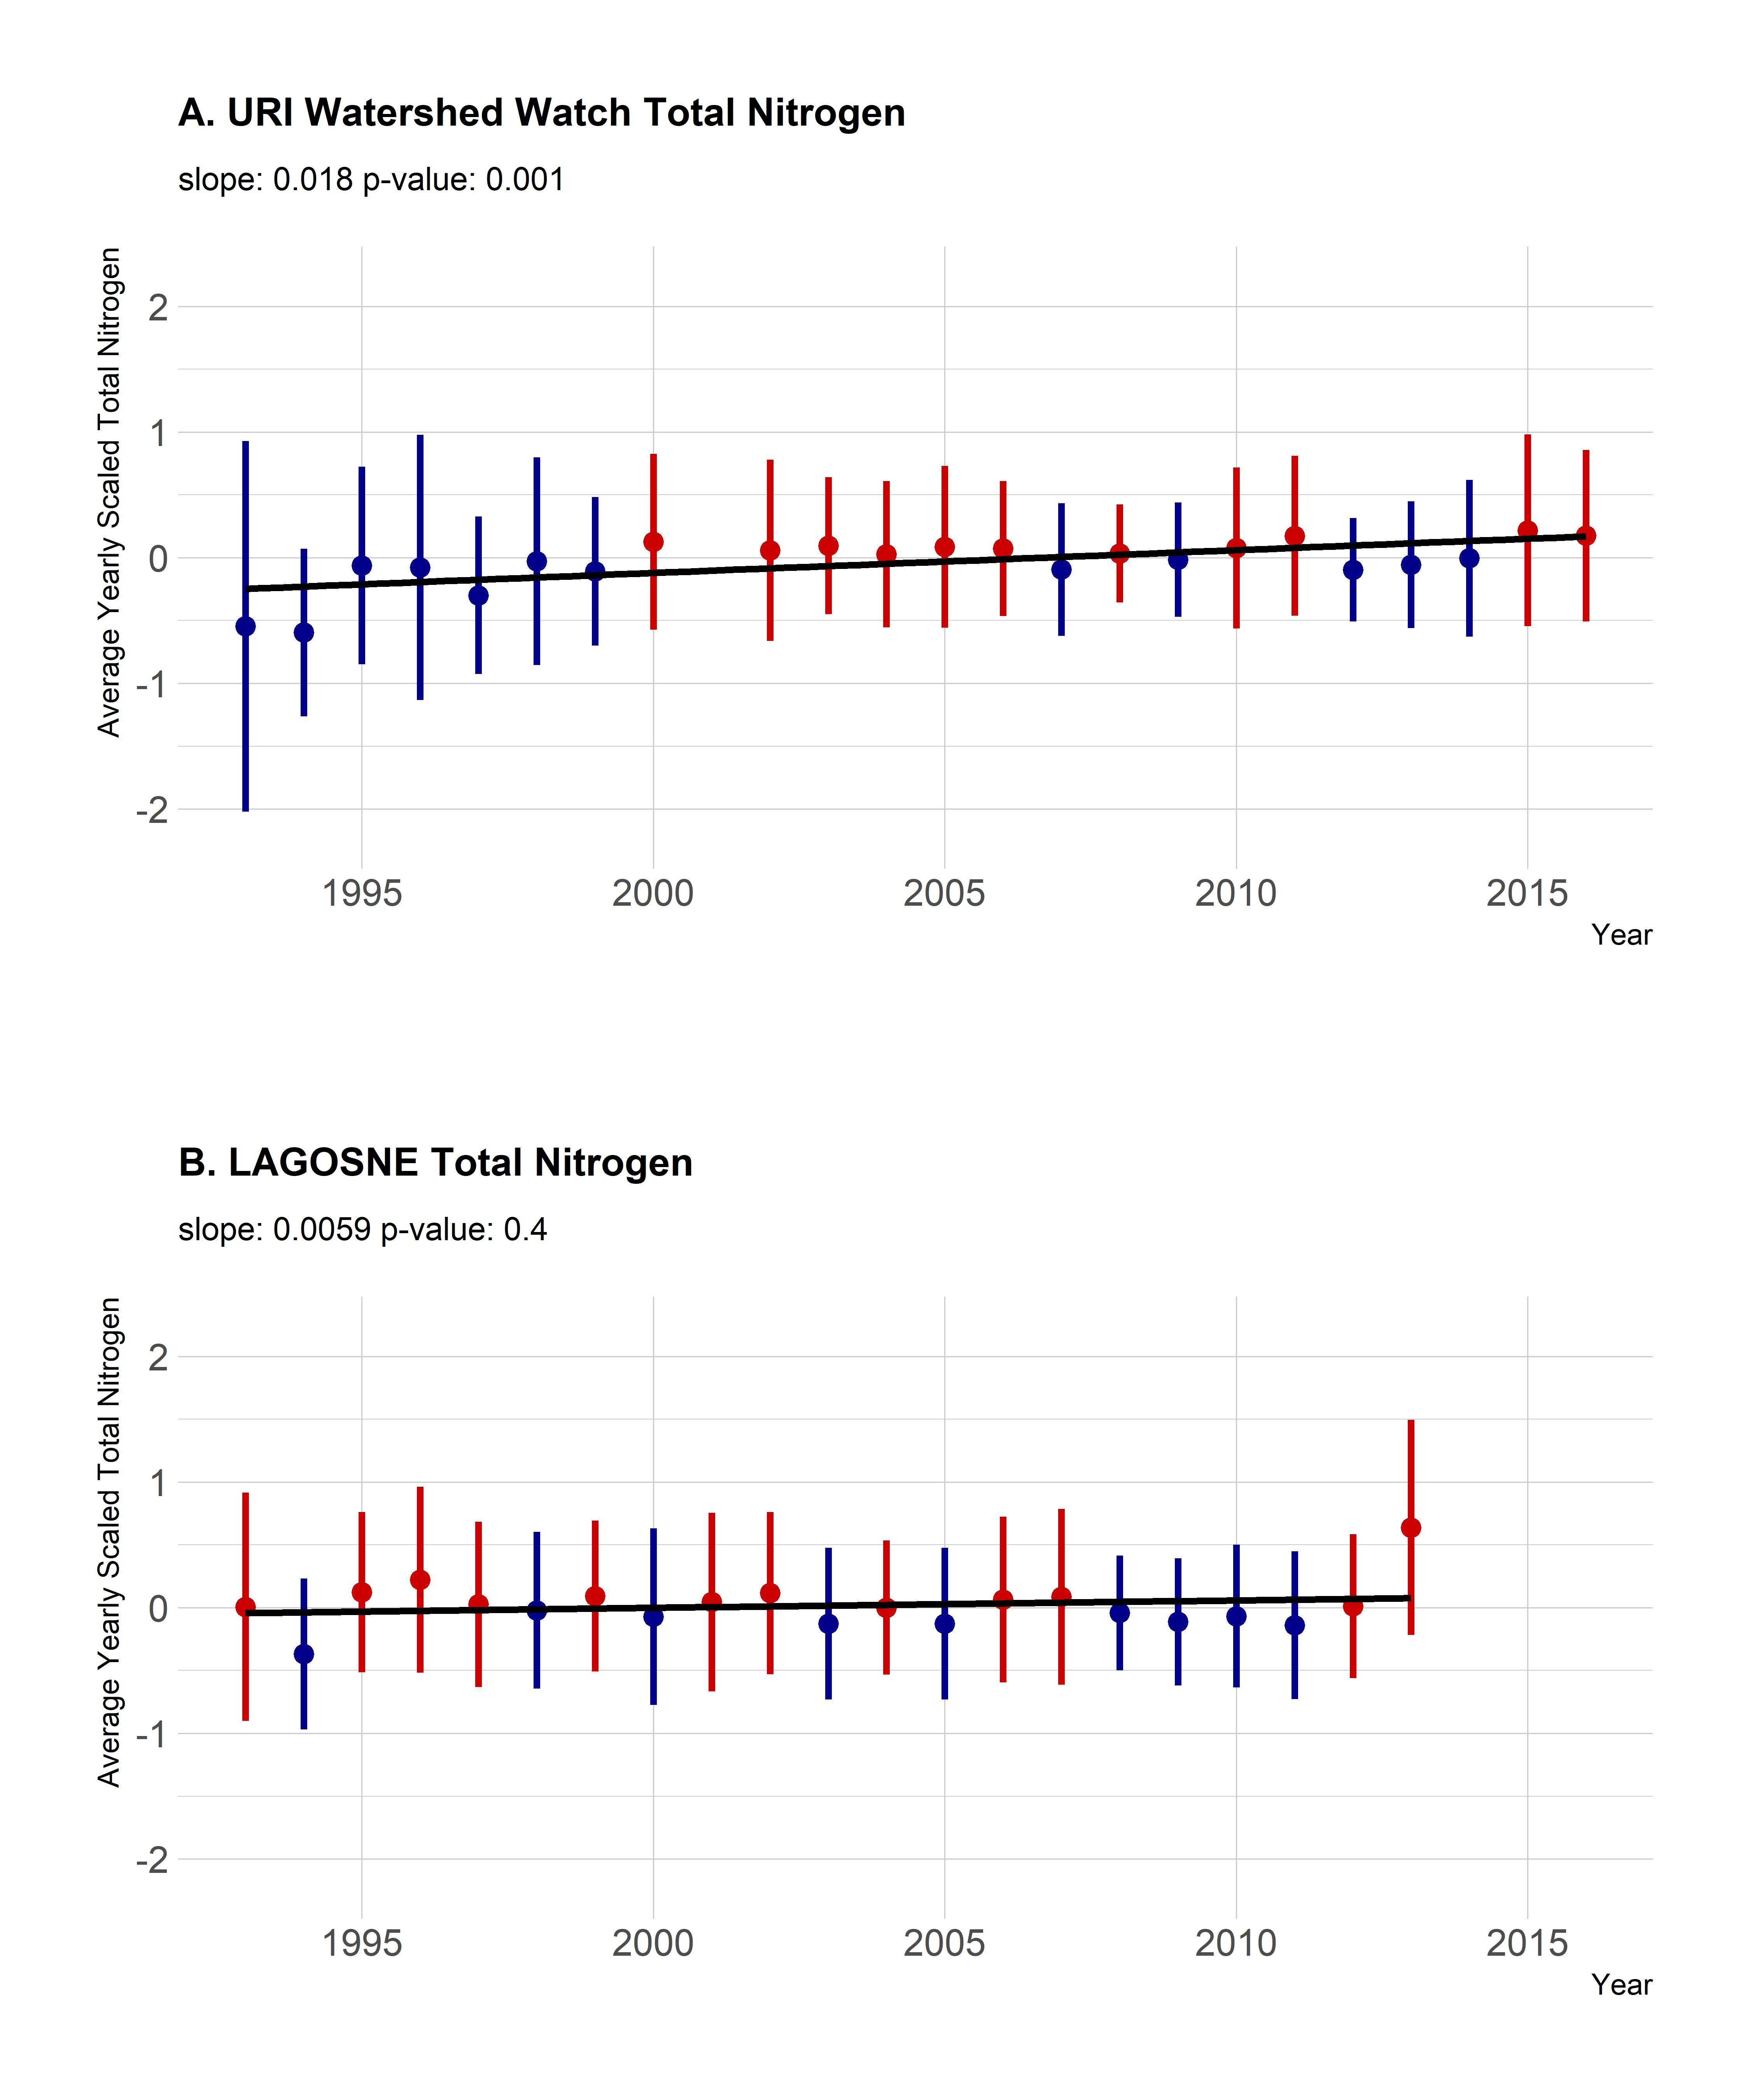 A. URI Watershed Watch Total Nitrogen
slope: 0.018 p-value: 0.001
Average Yearly Scaled Total Nitrogen
2
1
0
-1
-2
1995 2000 2005 2010 2015
Year
B. LAGOSNE Total Nitrogen
slope: 0.0059 p-value: 0.4
Average Yearly Scaled Total Nitrogen
2
1
0
-1
-2
1995 2000 2005 2010 2015
Year